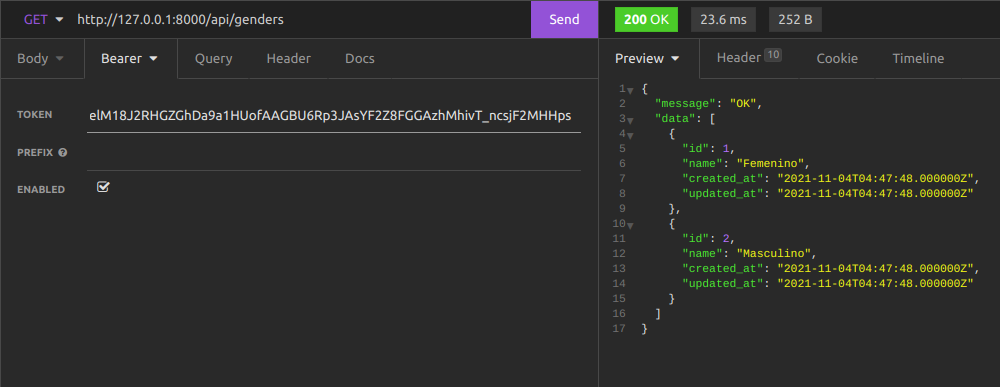 GET http://127.0.0.1:8000/api/genders Send 200 OK 23.6 ms 252 B
Body Bearer Query Header Docs
TOKEN elM18J2RHGZGhDa9a1HUofAAGBU6Rp3JAsYF2Z8FGGAzhMhivT_ncsjF2MHHps
PREFIX ?
ENABLED
Preview Header 10 Cookie Timeline
1 {
2 "message": "OK",
3 "data": [
4 {
5 "id": 1,
6 "name": "Femenino",
7 "created_at": "2021-11-04T04:47:48.000000Z",
8 "updated_at": "2021-11-04T04:47:48.000000Z"
9 },
10 {
11 "id": 2,
12 "name": "Masculino",
13 "created_at": "2021-11-04T04:47:48.000000Z",
14 "updated_at": "2021-11-04T04:47:48.000000Z"
15 }
16 ]
17 }